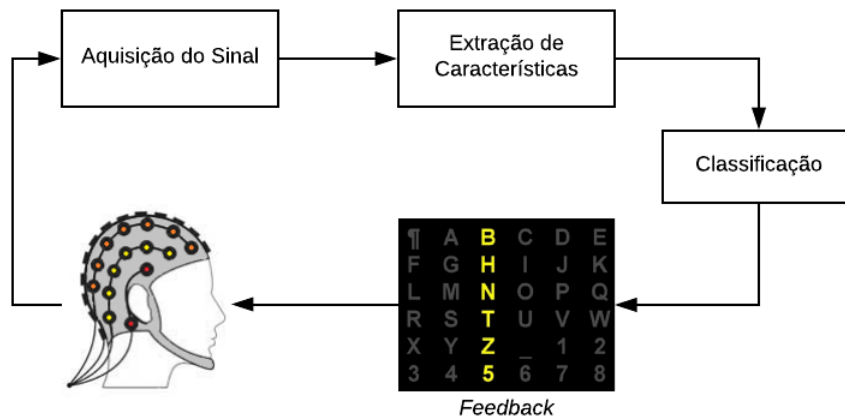 Aquisição do Sinal
Extração de
Características
Classificação
¶ A B C D E
F G H I J K
L M N O P Q
R S T U V W
X Y Z _ 1 2
3 4 5 6 7 8
Feedback